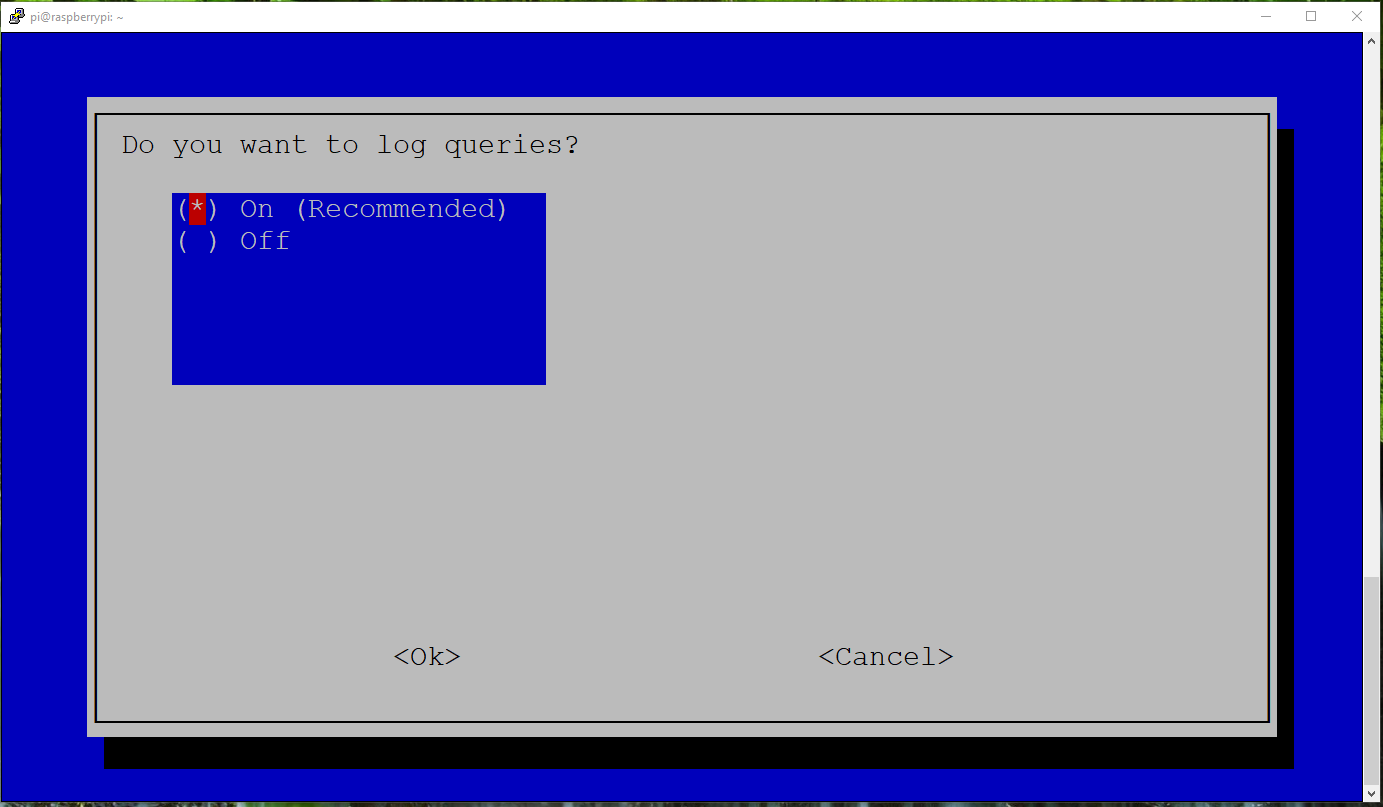 pi@raspberrypi: ~
Do you want to log queries?
(*) On (Recommended)
( ) Off
<Ok> <Cancel>